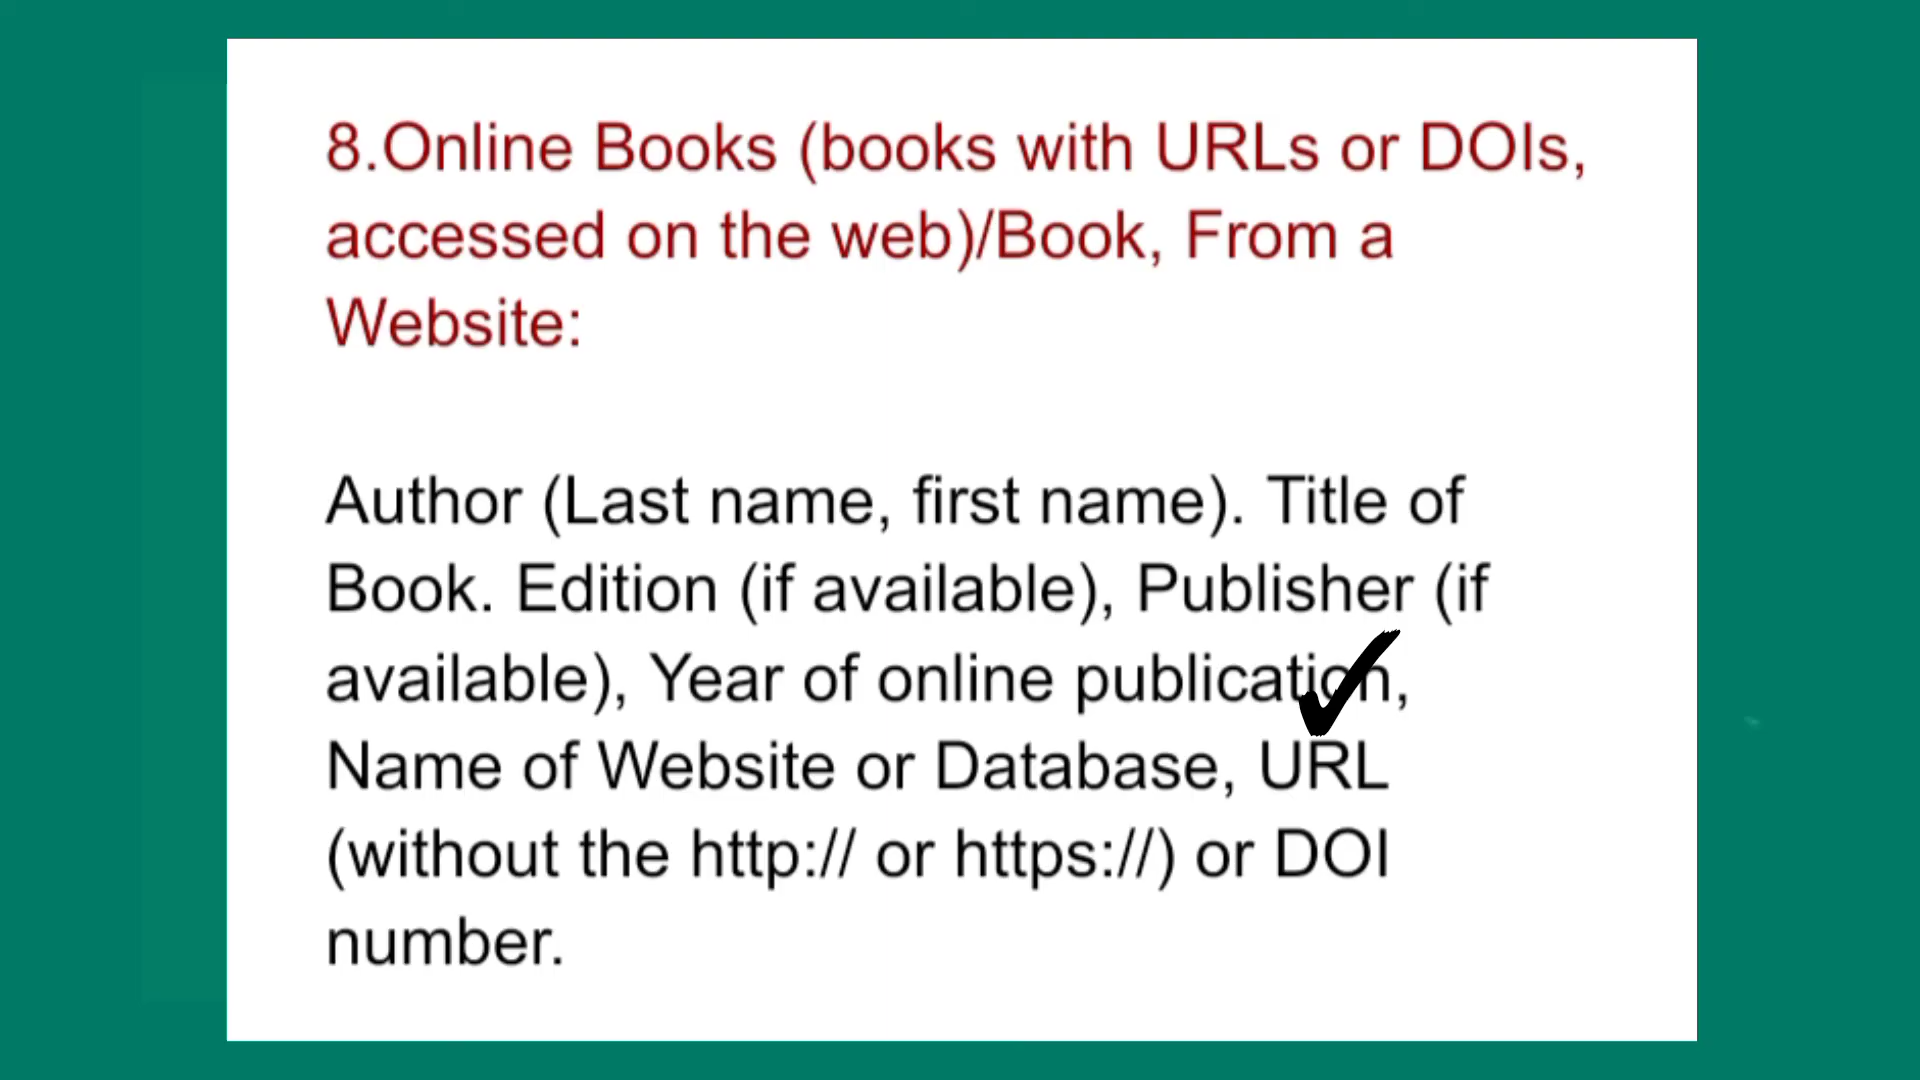 8.Online Books (books with URLs or DOIs,
accessed on the web)/Book, From a
Website:
Author (Last name, first name). Title of
Book. Edition (if available), Publisher (if
available), Year of online publication,
Name of Website or Database, URL
(without the http:// or https://) or DOI
number.